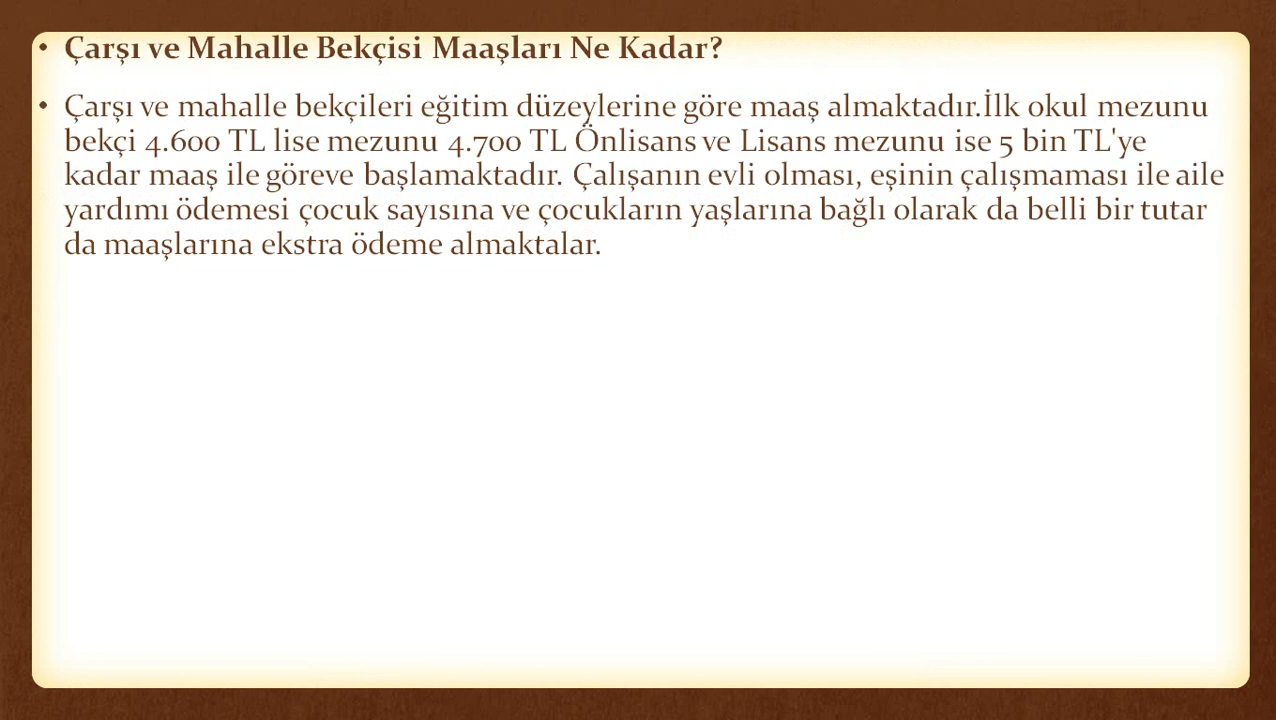 • Çarşı ve Mahalle Bekçisi Maaşları Ne Kadar?
• Çarşı ve mahalle bekçileri eğitim düzeylerine göre maaş almaktadır.İlk okul mezunu
bekçi 4.600 TL lise mezunu 4.700 TL Önlisans ve Lisans mezunu ise 5 bin TL'ye
kadar maaş ile göreve başlamaktadır. Çalışanın evli olması, eşinin çalışmaması ile aile
yardımı ödemesi çocuk sayısına ve çocukların yaşlarına bağlı olarak da belli bir tutar
da maaşlarına ekstra ödeme almaktalar.